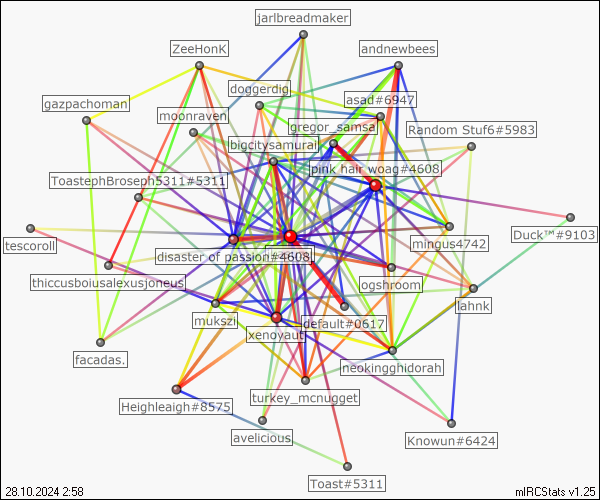 jarlbreadmaker
ZeeHonK
andnewbees
doggerdig
gazpachoman
asad#6947
moonraven
gregor_samsa
Random Stuf6#5983
bigcitysamurai
pink hair woag#4608
ToastephBroseph5311#5311
Duck™#9103
tescoroll
mingus4742
disaster of passion#4608
thiccusboiusalexusjoneus
ogshroom
lahnk
mukszi
default#0617
xenoyaut
facadas.
neokingghidorah
turkey_mcnugget
Heighleaigh#8575
avelicious
Knowun#6424
Toast#5311
28.10.2024 2:58
mIRCStats v1.25